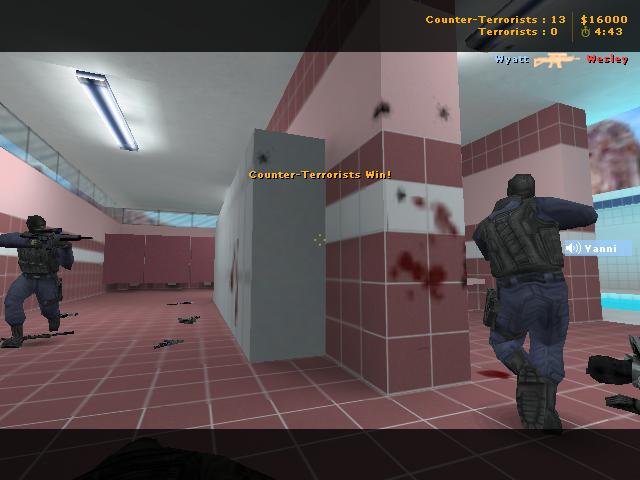 Counter-Terrorists : 13 $16000
Terrorists : 0 4:43
Wyatt Wesley
Counter-Terrorists Win!
Yanni